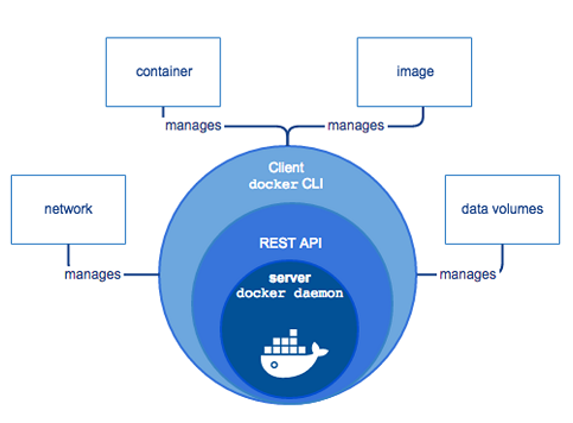 container
image
manages
manages
Client
docker CLI
network
data volumes
REST API
manages
server
manages
docker daemon